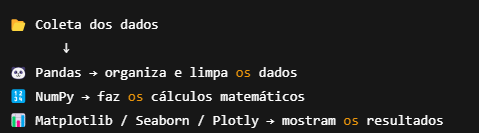 📂 Coleta dos dados
↓
🐼 Pandas → organiza e limpa os dados
🔢 NumPy → faz os cálculos matemáticos
📊 Matplotlib / Seaborn / Plotly → mostram os resultados